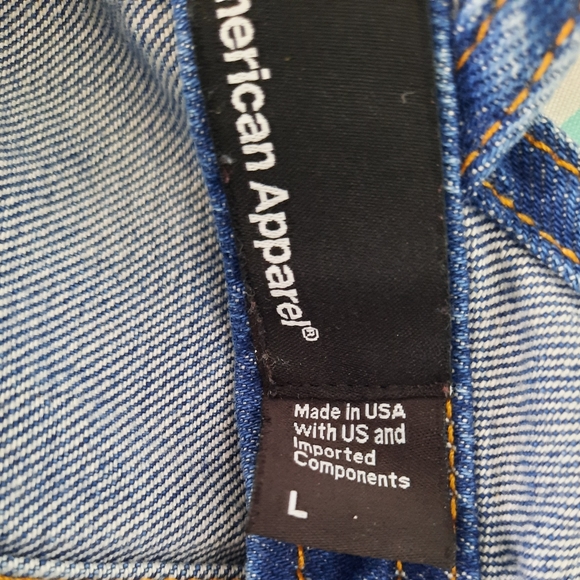 merican Apparel®
Made in USA
with US and
Imported
Components
L